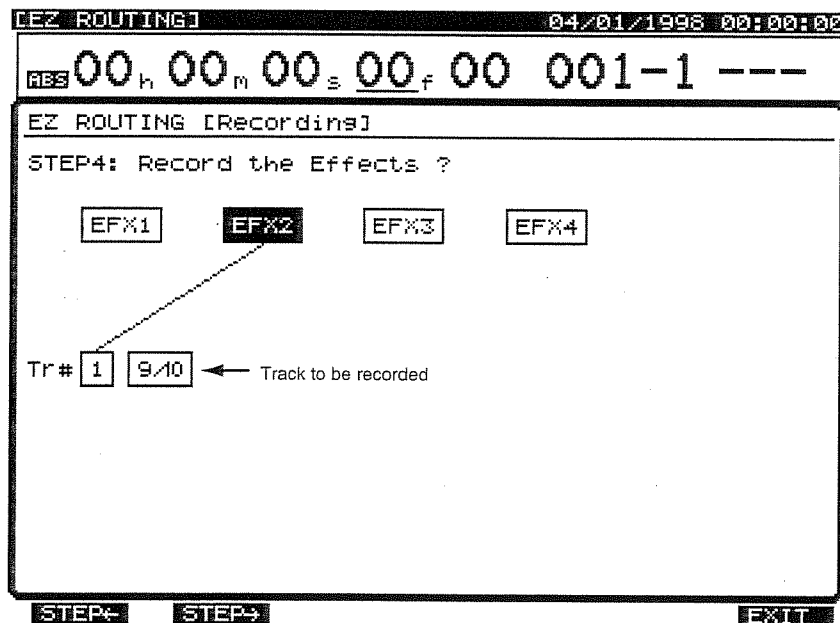 [EZ ROUTING] 04/01/1998 00:00:00
ABS 00h 00m 00s 00f 00 001-1 ---
EZ ROUTING [Recording]
STEP4: Record the Effects ?
EFX1 EFX2 EFX3 EFX4
Tr# 1 9/10 ← Track to be recorded
STEP← STEP→ EXIT